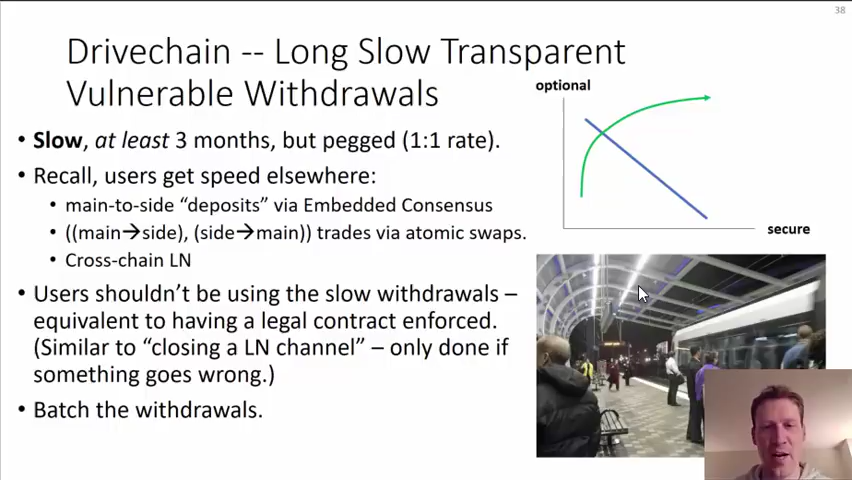 38
Drivechain -- Long Slow Transparent
Vulnerable Withdrawals
• Slow, at least 3 months, but pegged (1:1 rate).
• Recall, users get speed elsewhere:
• main-to-side “deposits” via Embedded Consensus
• ((main→side), (side→main)) trades via atomic swaps.
• Cross-chain LN
• Users shouldn’t be using the slow withdrawals –
equivalent to having a legal contract enforced.
(Similar to “closing a LN channel” – only done if
something goes wrong.)
• Batch the withdrawals.
optional
secure